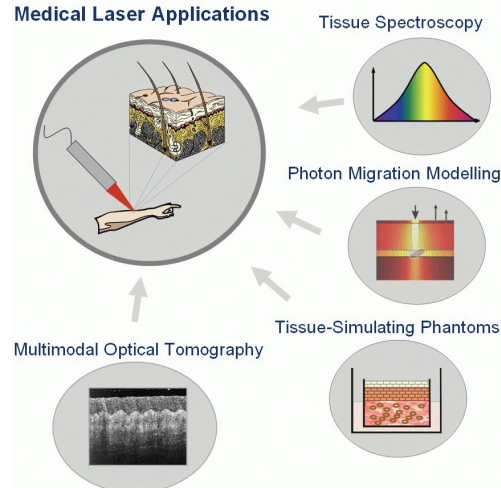 Medical Laser Applications
Tissue Spectroscopy
Photon Migration Modelling
Tissue-Simulating Phantoms
Multimodal Optical Tomography